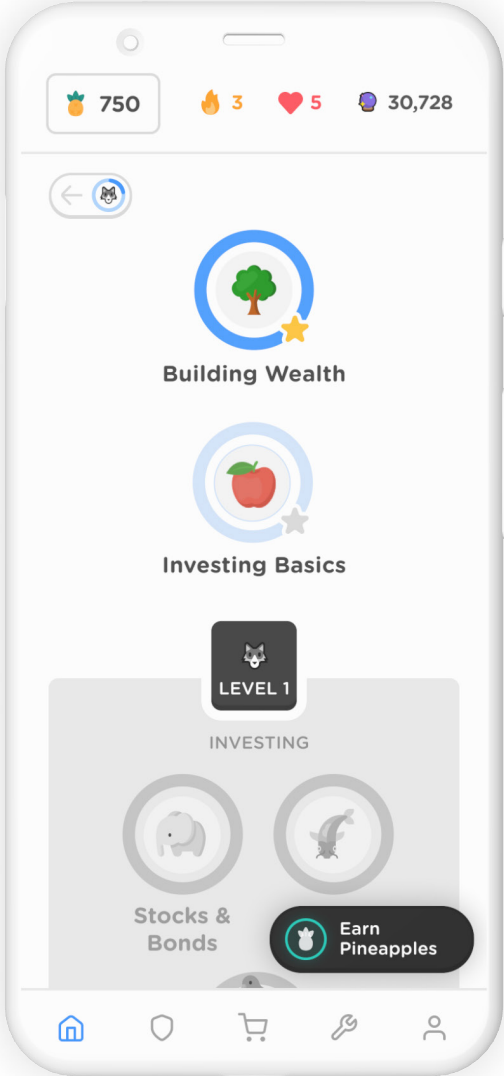 750
3
5
30,728
Building Wealth
Investing Basics
LEVEL 1
INVESTING
Stocks &
Bonds
Earn
Pineapples